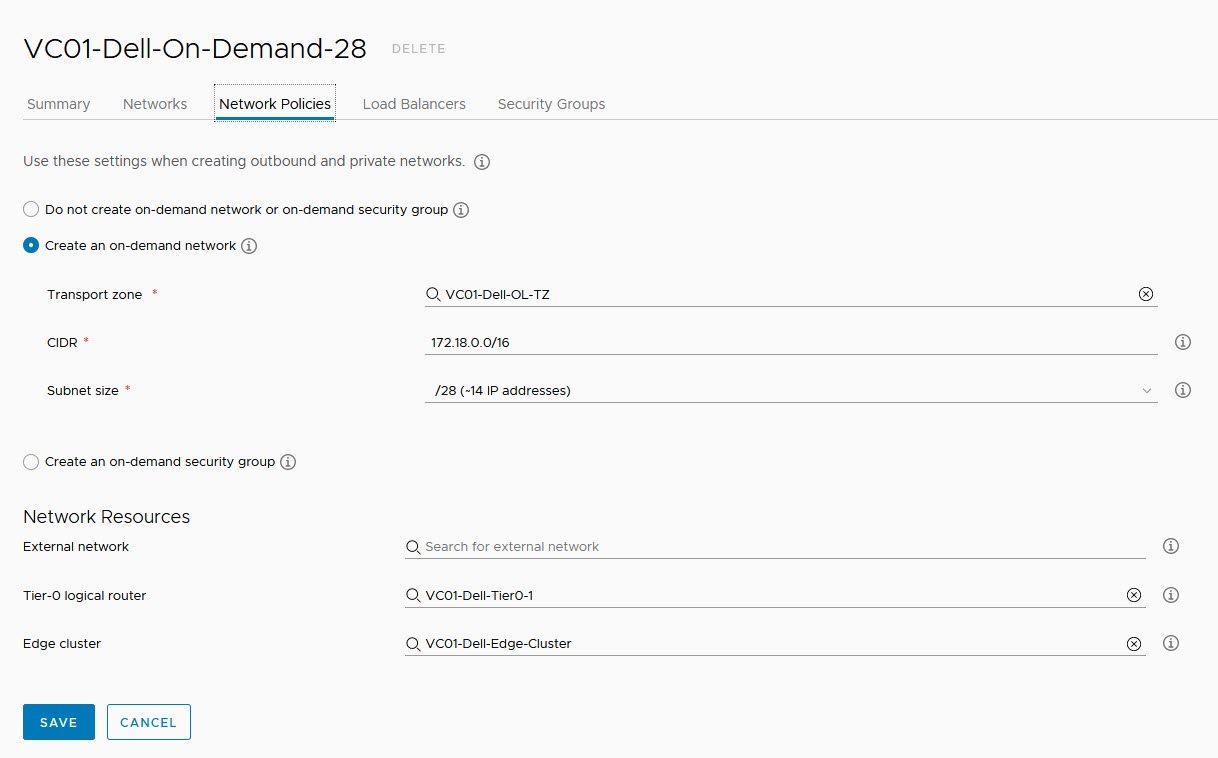 VC01-Dell-On-Demand-28 DELETE
Summary Networks Network Policies Load Balancers Security Groups
Use these settings when creating outbound and private networks.
Do not create on-demand network or on-demand security group
Create an on-demand network
Transport zone * VC01-Dell-OL-TZ
CIDR * 172.18.0.0/16
Subnet size * /28 (~14 IP addresses)
Create an on-demand security group
Network Resources
External network Search for external network
Tier-0 logical router VC01-Dell-Tier0-1
Edge cluster VC01-Dell-Edge-Cluster
SAVE CANCEL